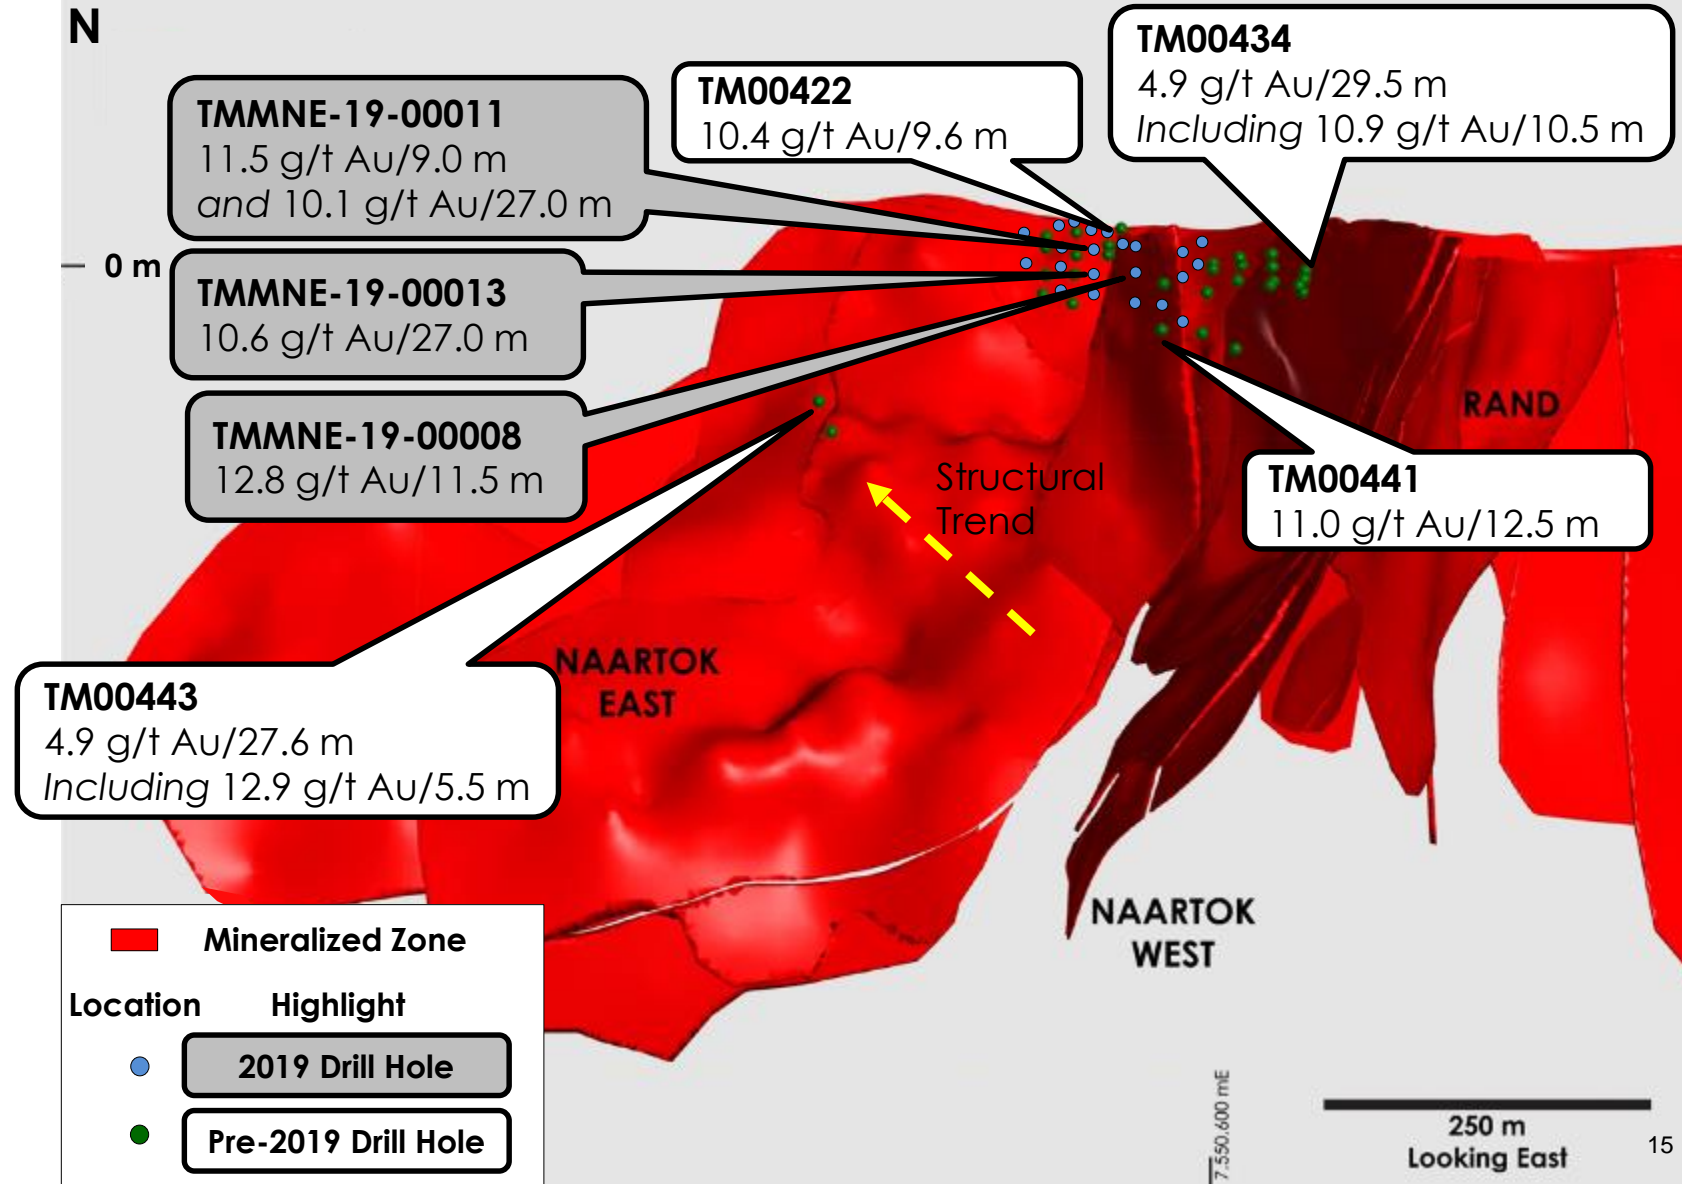 N
TMMNE-19-00011
11.5 g/t Au/9.0 m
and 10.1 g/t Au/27.0 m
TM00422
10.4 g/t Au/9.6 m
TM00434
4.9 g/t Au/29.5 m
Including 10.9 g/t Au/10.5 m
0 m
TMMNE-19-00013
10.6 g/t Au/27.0 m
TMMNE-19-00008
12.8 g/t Au/11.5 m
RAND
Structural
Trend
TM00441
11.0 g/t Au/12.5 m
NAARTOK
EAST
TM00443
4.9 g/t Au/27.6 m
Including 12.9 g/t Au/5.5 m
NAARTOK
WEST
Mineralized Zone
Location Highlight
2019 Drill Hole
Pre-2019 Drill Hole
7.550.600 mE
250 m
Looking East
15